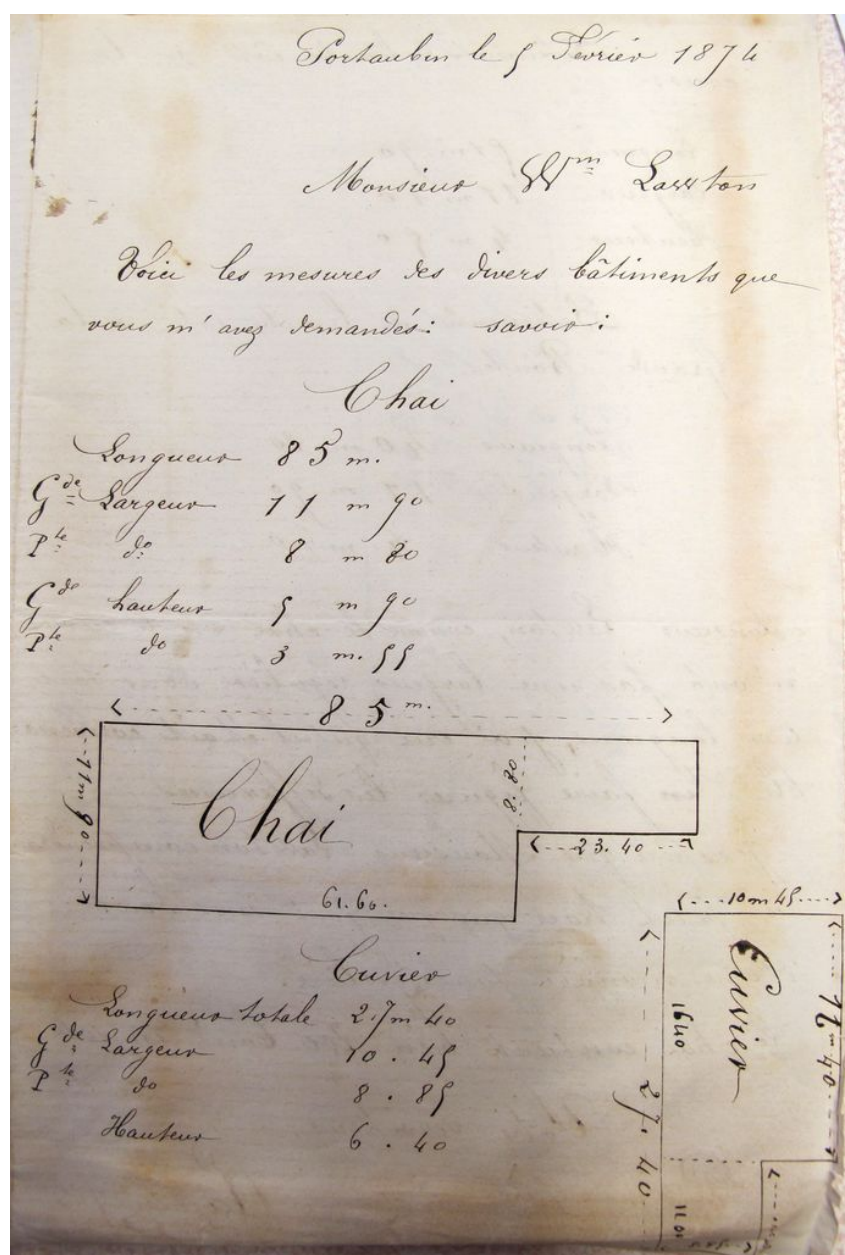 Portaubin le 5 Février 1874
Monsieur Wm Lawton
Voici les mesures des divers bâtiments que
vous m'avez demandés: savoir:
Chai
Longueur 85 m.
Gde Largeur 11 m 90
Pte do 8 m 80
Gde hauteur 5 m 90
Pte do 3 m. 55
85 m.
11 m 90
Chai
8.80
23.40
61.60.
10 m 45
Cuvier
Longueur totale 27 m 40
Gde Largeur 10. 45
Pte do 8. 85
Hauteur 6. 40
Cuvier
1640
16 m 40
27. 40